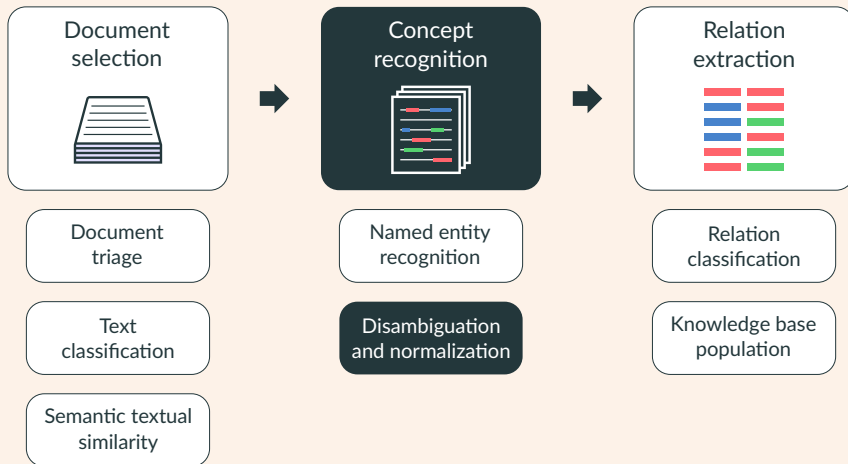 Document
selection
Concept
recognition
Relation
extraction
Document
triage
Named entity
recognition
Relation
classification
Text
classification
Disambiguation
and normalization
Knowledge base
population
Semantic textual
similarity